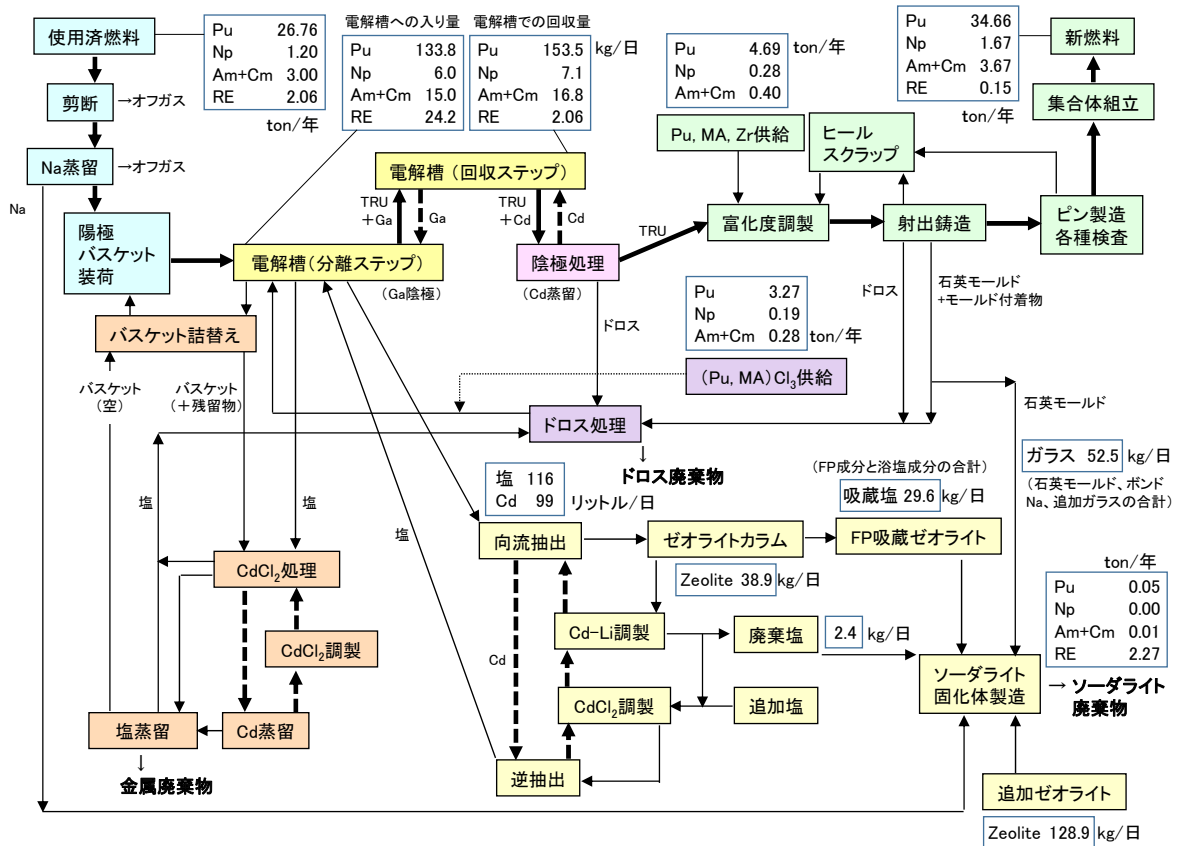 使用済燃料
剪断
→オフガス
Na蒸留
→オフガス
Na
陽極
バスケット
装荷
Pu 26.76
Np 1.20
Am+Cm 3.00
RE 2.06
ton/年
電解槽への入り量
Pu 133.8
Np 6.0
Am+Cm 15.0
RE 24.2
電解槽での回収量
Pu 153.5
Np 7.1
Am+Cm 16.8
RE 2.06
kg/日
電解槽（回収ステップ）
TRU
＋Ga
Ga
TRU
＋Cd
Cd
電解槽（分離ステップ）
（Ga陰極）
陰極処理
（Cd蒸留）
TRU
Pu 4.69
Np 0.28
Am+Cm 0.40
ton/年
Pu, MA, Zr供給
ヒール
スクラップ
富化度調製
射出鋳造
ピン製造
各種検査
Pu 34.66
Np 1.67
Am+Cm 3.67
RE 0.15
ton/年
新燃料
集合体組立
バスケット詰替え
バスケット
（空）
バスケット
（＋残留物）
塩
塩
塩
ドロス
ドロス
石英モールド
+モールド付着物
Pu 3.27
Np 0.19
Am+Cm 0.28
ton/年
（Pu, MA）Cl₃供給
ドロス処理
↓
ドロス廃棄物
石英モールド
ガラス 52.5 kg/日
（石英モールド、ボンド
Na、追加ガラスの合計）
塩 116
Cd 99
リットル/日
（FP成分と浴塩成分の合計）
吸蔵塩 29.6 kg/日
向流抽出
ゼオライトカラム
FP吸蔵ゼオライト
Zeolite 38.9 kg/日
CdCl₂処理
CdCl₂調製
塩蒸留
Cd蒸留
↓
金属廃棄物
Cd
Cd-Li調製
廃棄塩
2.4 kg/日
CdCl₂調製
追加塩
逆抽出
ton/年
Pu 0.05
Np 0.00
Am+Cm 0.01
RE 2.27
ソーダライト
固化体製造
→ ソーダライト
廃棄物
追加ゼオライト
Zeolite 128.9 kg/日